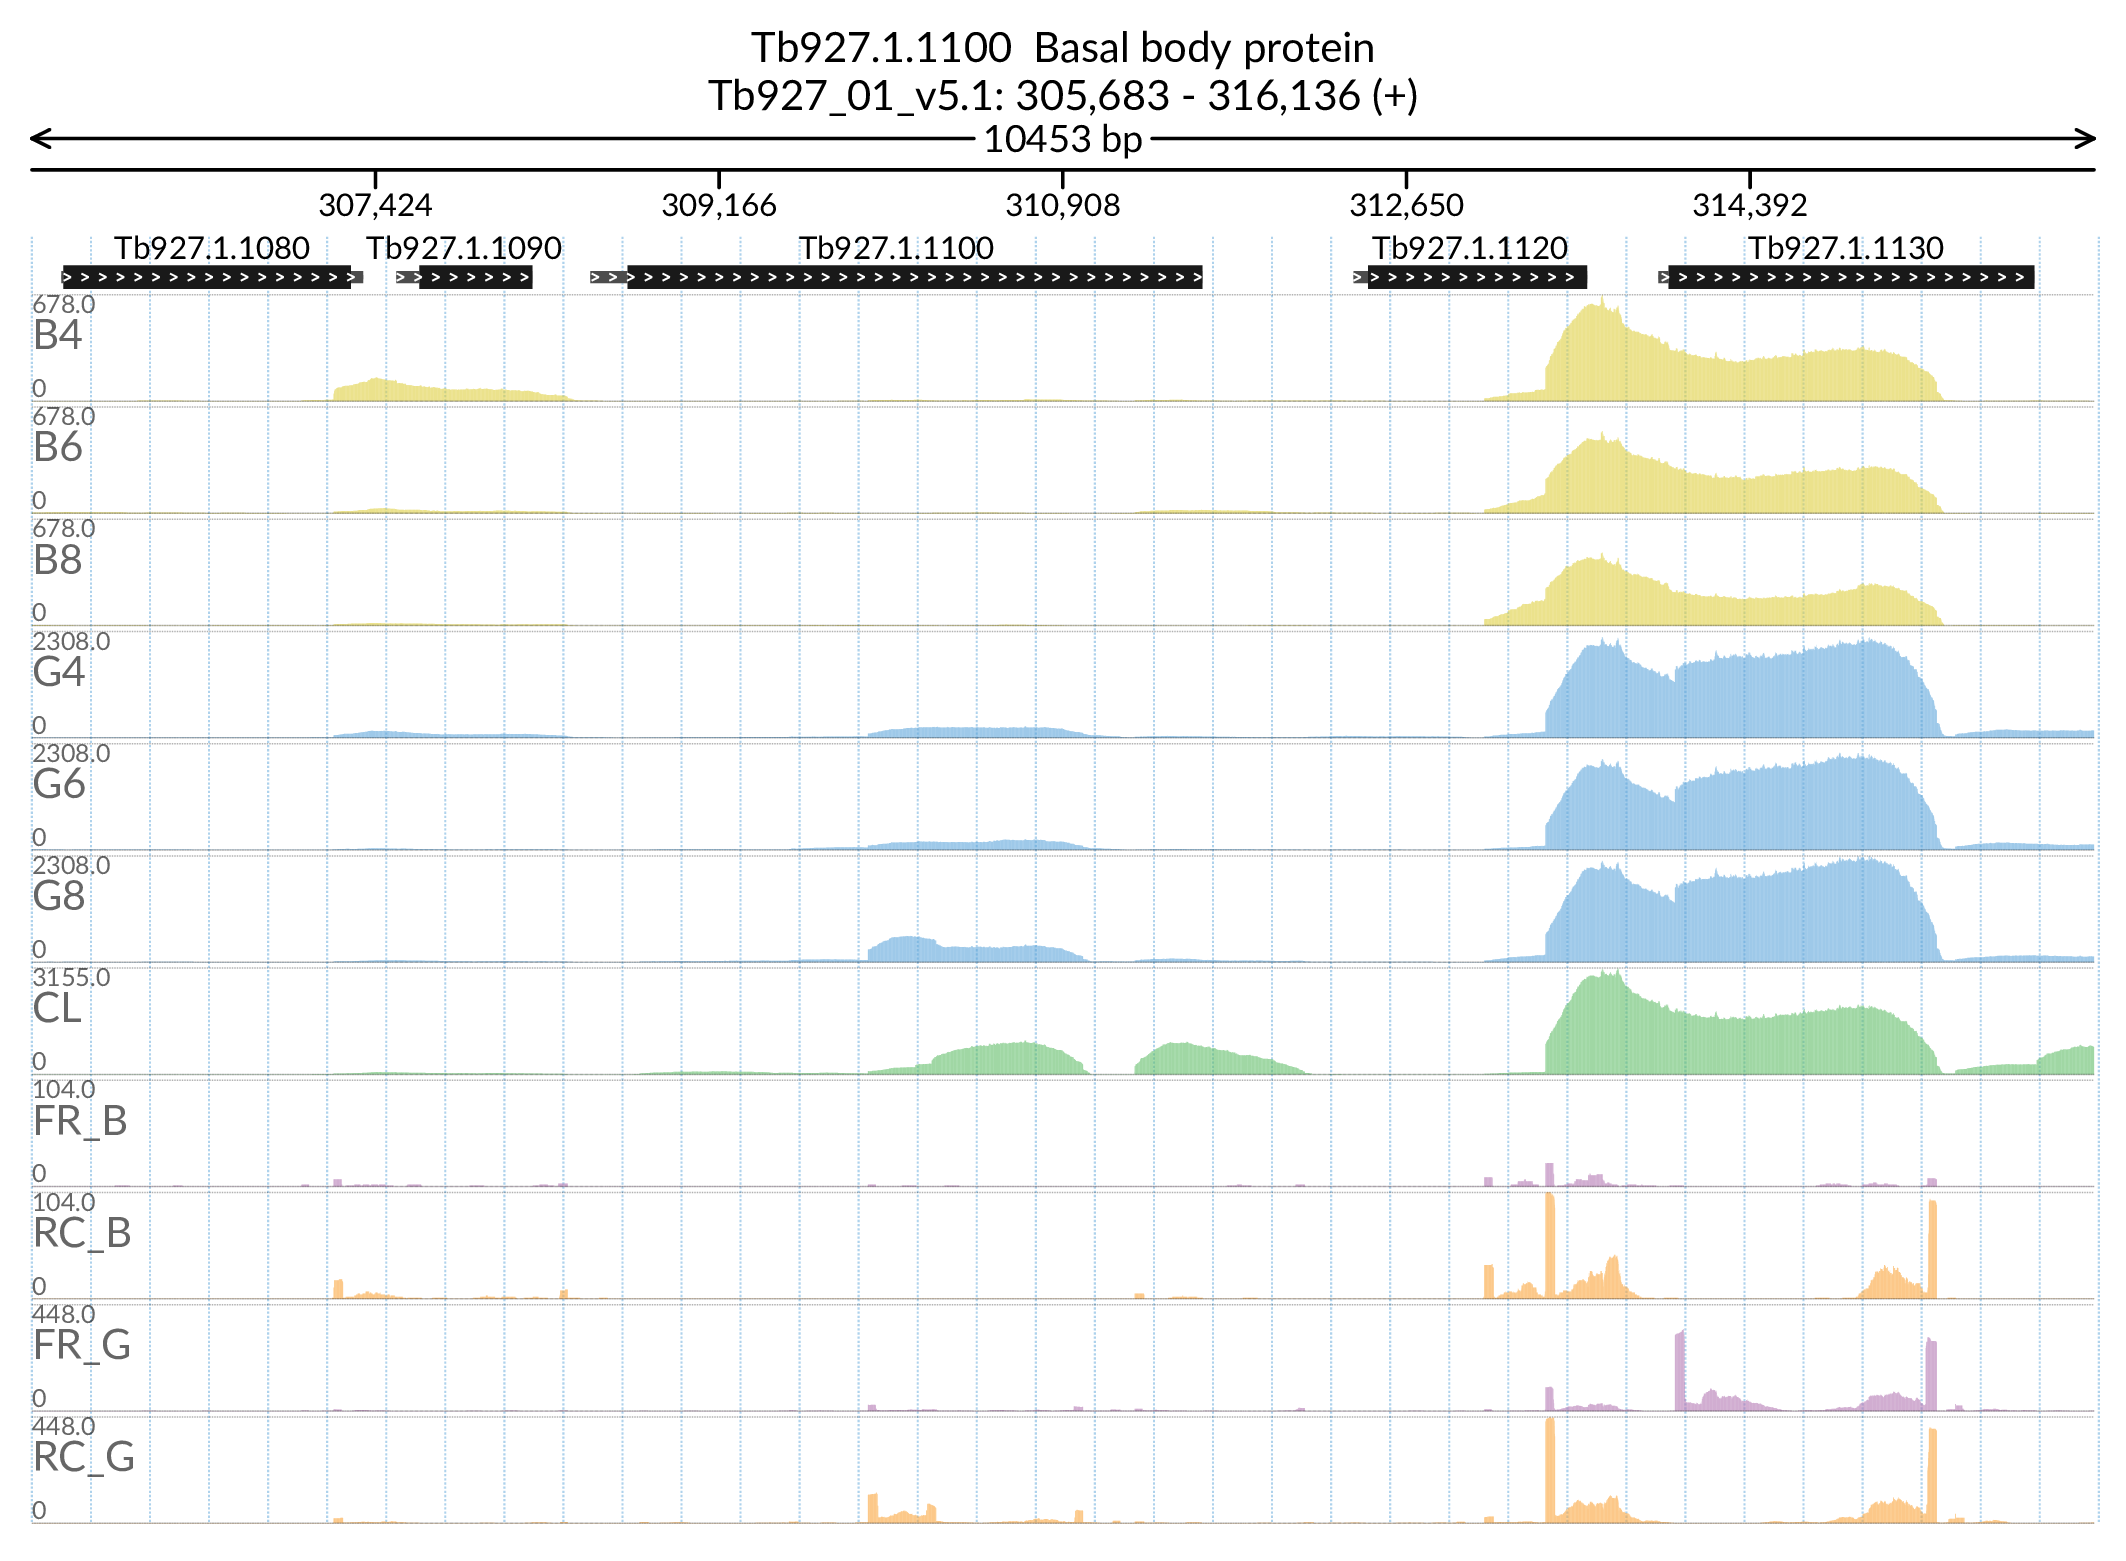 Tb927.1.1100  Basal body protein
Tb927_01_v5.1: 305,683 - 316,136 (+)
10453 bp
307,424 309,166 310,908 312,650 314,392
Tb927.1.1080 Tb927.1.1090 Tb927.1.1100 Tb927.1.1120 Tb927.1.1130
678.0
B4
0
678.0
B6
0
678.0
B8
0
2308.0
G4
0
2308.0
G6
0
2308.0
G8
0
3155.0
CL
0
104.0
FR_B
0
104.0
RC_B
0
448.0
FR_G
0
448.0
RC_G
0